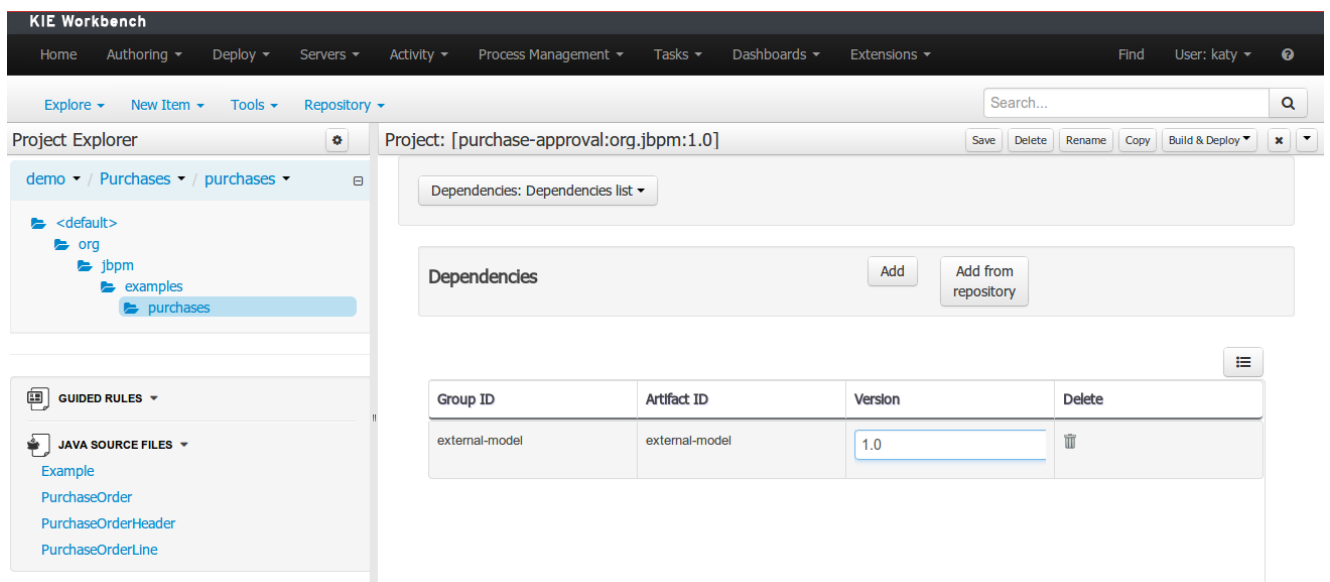 KIE Workbench
Home Authoring Deploy Servers Activity Process Management Tasks Dashboards Extensions Find User: katy
Explore New Item Tools Repository Search...
Project Explorer
Project: [purchase-approval:org.jbpm:1.0] Save Delete Rename Copy Build & Deploy
demo / Purchases / purchases
<default>
org
jbpm
examples
purchases
GUIDED RULES
JAVA SOURCE FILES
Example
PurchaseOrder
PurchaseOrderHeader
PurchaseOrderLine
Dependencies: Dependencies list
Dependencies Add Add from
repository
Group ID Artifact ID Version Delete
external-model external-model 1.0